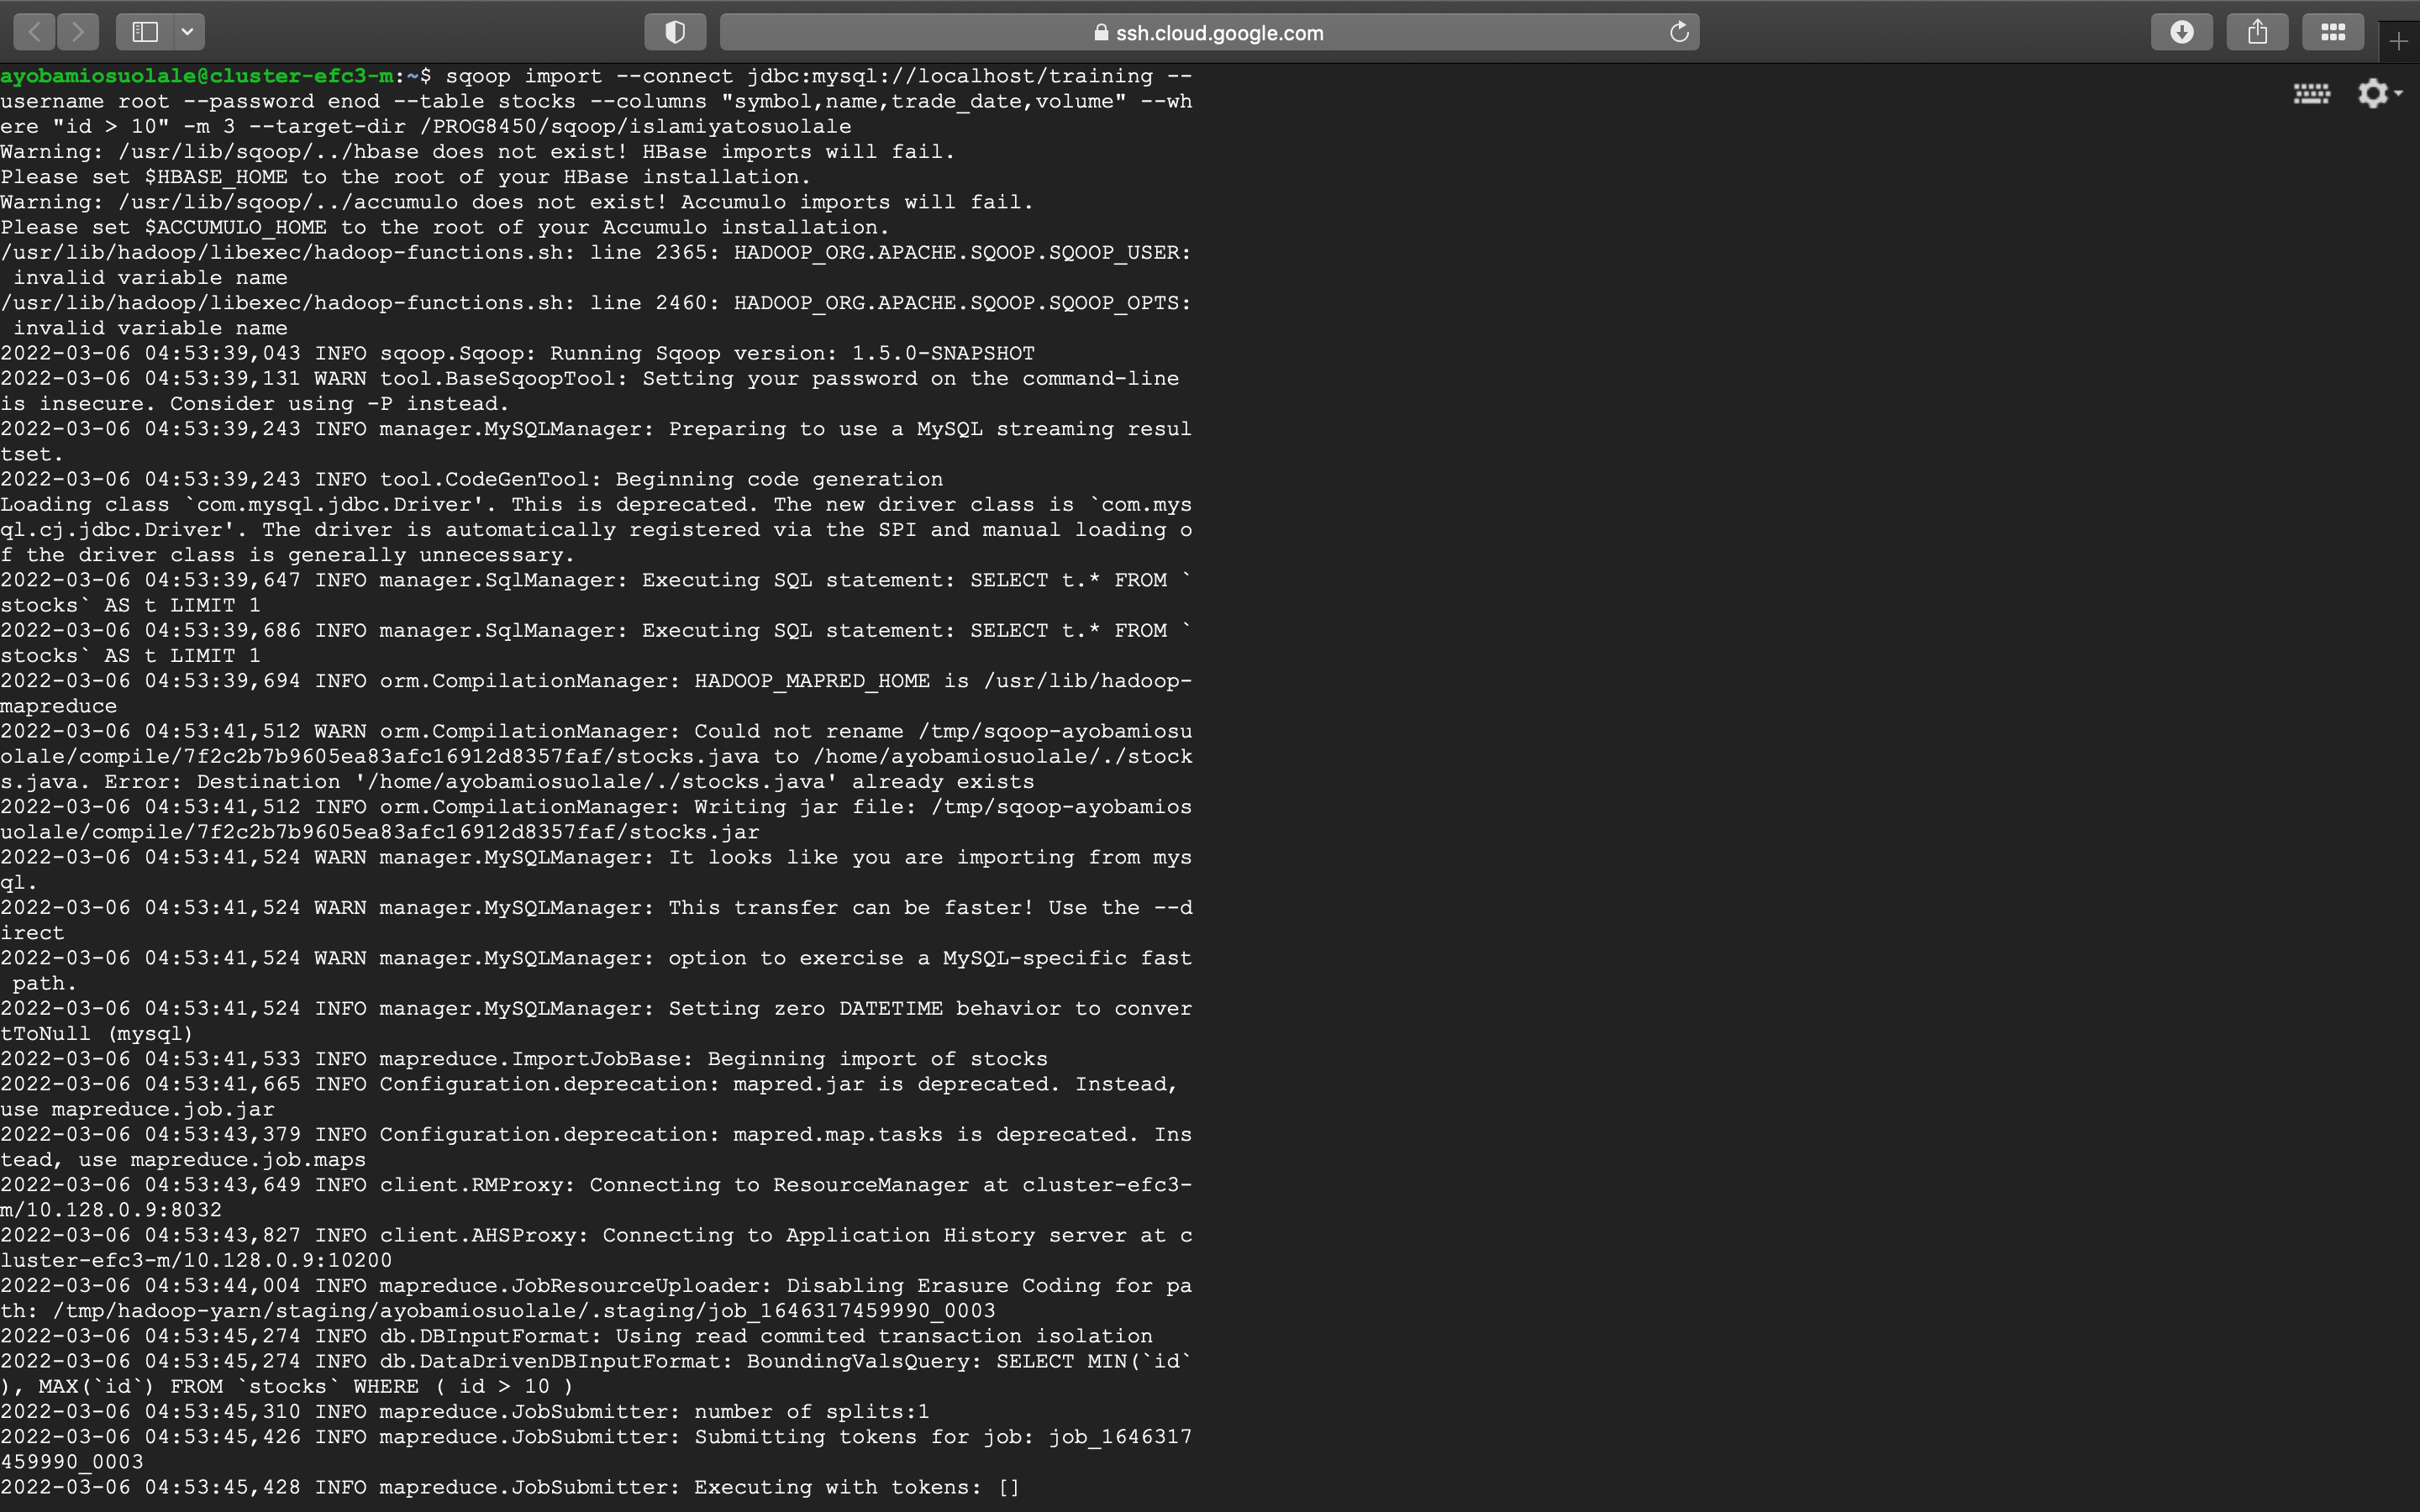 ssh.cloud.google.com
ayobamiosuolale@cluster-efc3-m:~$ sqoop import --connect jdbc:mysql://localhost/training --
username root --password enod --table stocks --columns "symbol,name,trade_date,volume" --wh
ere "id > 10" -m 3 --target-dir /PROG8450/sqoop/islamiyatosuolale
Warning: /usr/lib/sqoop/../hbase does not exist! HBase imports will fail.
Please set $HBASE_HOME to the root of your HBase installation.
Warning: /usr/lib/sqoop/../accumulo does not exist! Accumulo imports will fail.
Please set $ACCUMULO_HOME to the root of your Accumulo installation.
/usr/lib/hadoop/libexec/hadoop-functions.sh: line 2365: HADOOP_ORG.APACHE.SQOOP.SQOOP_USER:
 invalid variable name
/usr/lib/hadoop/libexec/hadoop-functions.sh: line 2460: HADOOP_ORG.APACHE.SQOOP.SQOOP_OPTS:
 invalid variable name
2022-03-06 04:53:39,043 INFO sqoop.Sqoop: Running Sqoop version: 1.5.0-SNAPSHOT
2022-03-06 04:53:39,131 WARN tool.BaseSqoopTool: Setting your password on the command-line
is insecure. Consider using -P instead.
2022-03-06 04:53:39,243 INFO manager.MySQLManager: Preparing to use a MySQL streaming resul
tset.
2022-03-06 04:53:39,243 INFO tool.CodeGenTool: Beginning code generation
Loading class `com.mysql.jdbc.Driver'. This is deprecated. The new driver class is `com.mys
ql.cj.jdbc.Driver'. The driver is automatically registered via the SPI and manual loading o
f the driver class is generally unnecessary.
2022-03-06 04:53:39,647 INFO manager.SqlManager: Executing SQL statement: SELECT t.* FROM `
stocks` AS t LIMIT 1
2022-03-06 04:53:39,686 INFO manager.SqlManager: Executing SQL statement: SELECT t.* FROM `
stocks` AS t LIMIT 1
2022-03-06 04:53:39,694 INFO orm.CompilationManager: HADOOP_MAPRED_HOME is /usr/lib/hadoop-
mapreduce
2022-03-06 04:53:41,512 WARN orm.CompilationManager: Could not rename /tmp/sqoop-ayobamiosu
olale/compile/7f2c2b7b9605ea83afc16912d8357faf/stocks.java to /home/ayobamiosuolale/./stock
s.java. Error: Destination '/home/ayobamiosuolale/./stocks.java' already exists
2022-03-06 04:53:41,512 INFO orm.CompilationManager: Writing jar file: /tmp/sqoop-ayobamios
uolale/compile/7f2c2b7b9605ea83afc16912d8357faf/stocks.jar
2022-03-06 04:53:41,524 WARN manager.MySQLManager: It looks like you are importing from mys
ql.
2022-03-06 04:53:41,524 WARN manager.MySQLManager: This transfer can be faster! Use the --d
irect
2022-03-06 04:53:41,524 WARN manager.MySQLManager: option to exercise a MySQL-specific fast
 path.
2022-03-06 04:53:41,524 INFO manager.MySQLManager: Setting zero DATETIME behavior to conver
tToNull (mysql)
2022-03-06 04:53:41,533 INFO mapreduce.ImportJobBase: Beginning import of stocks
2022-03-06 04:53:41,665 INFO Configuration.deprecation: mapred.jar is deprecated. Instead,
use mapreduce.job.jar
2022-03-06 04:53:43,379 INFO Configuration.deprecation: mapred.map.tasks is deprecated. Ins
tead, use mapreduce.job.maps
2022-03-06 04:53:43,649 INFO client.RMProxy: Connecting to ResourceManager at cluster-efc3-
m/10.128.0.9:8032
2022-03-06 04:53:43,827 INFO client.AHSProxy: Connecting to Application History server at c
luster-efc3-m/10.128.0.9:10200
2022-03-06 04:53:44,004 INFO mapreduce.JobResourceUploader: Disabling Erasure Coding for pa
th: /tmp/hadoop-yarn/staging/ayobamiosuolale/.staging/job_1646317459990_0003
2022-03-06 04:53:45,274 INFO db.DBInputFormat: Using read commited transaction isolation
2022-03-06 04:53:45,274 INFO db.DataDrivenDBInputFormat: BoundingValsQuery: SELECT MIN(`id`
), MAX(`id`) FROM `stocks` WHERE ( id > 10 )
2022-03-06 04:53:45,310 INFO mapreduce.JobSubmitter: number of splits:1
2022-03-06 04:53:45,426 INFO mapreduce.JobSubmitter: Submitting tokens for job: job_1646317
459990_0003
2022-03-06 04:53:45,428 INFO mapreduce.JobSubmitter: Executing with tokens: []